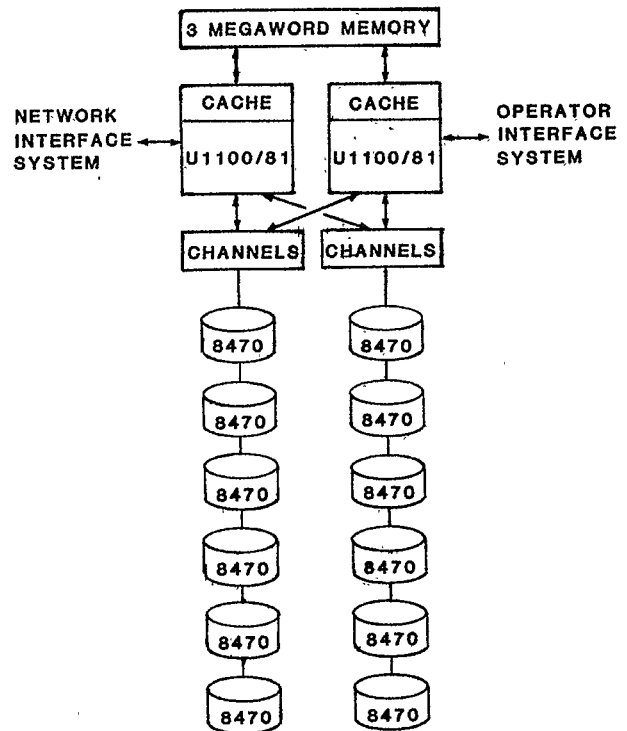 3 MEGAWORD MEMORY
CACHE
CACHE
NETWORK
INTERFACE
SYSTEM
U1100/81
U1100/81
OPERATOR
INTERFACE
SYSTEM
CHANNELS
CHANNELS
8470
8470
8470
8470
8470
8470
8470
8470
8470
8470
8470
8470